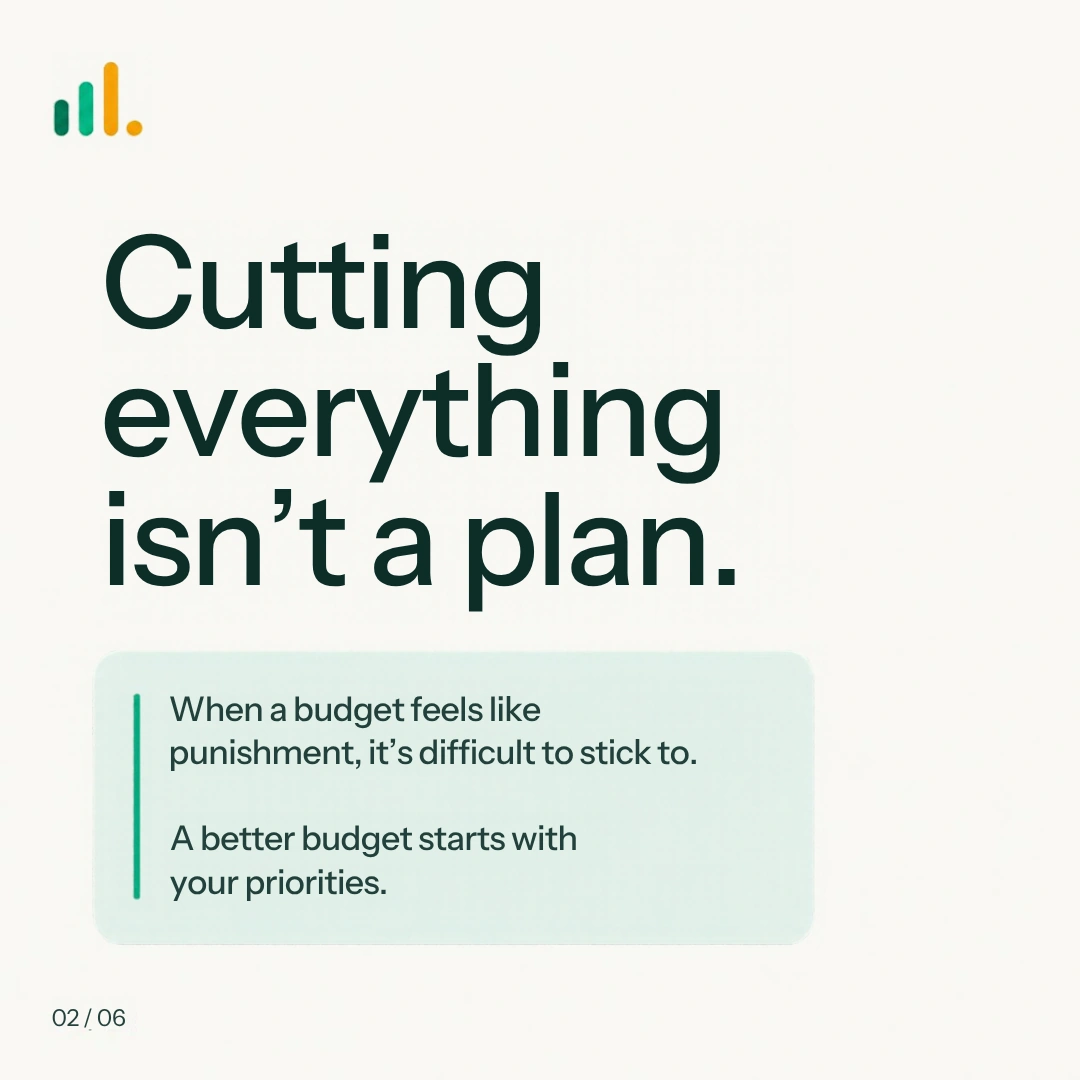 Cutting
everything
isn’t a plan.
When a budget feels like
punishment, it’s difficult to stick to.
A better budget starts with
your priorities.
02 / 06